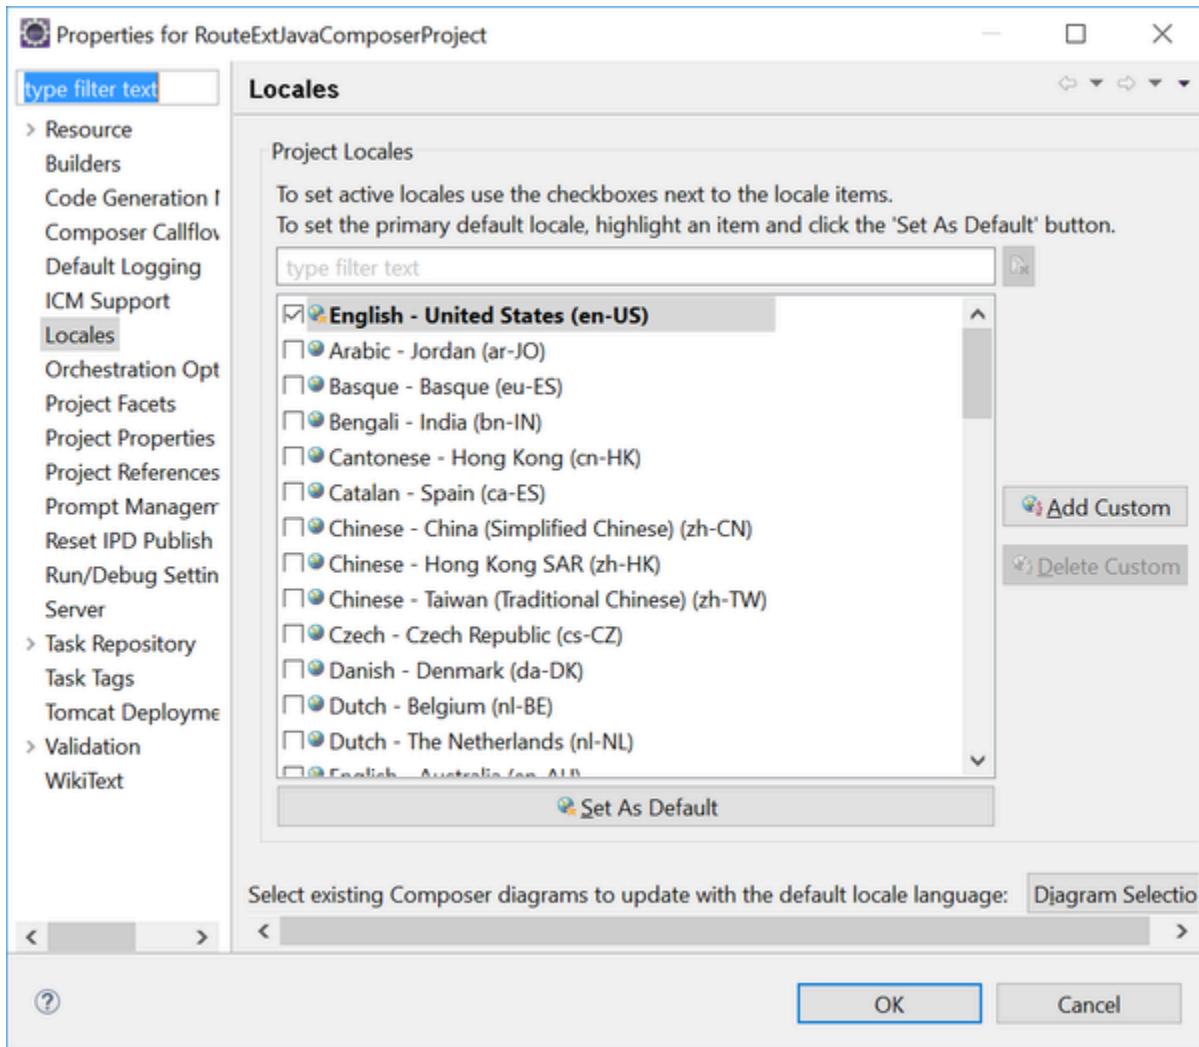 Properties for RouteExtJavaComposerProject
type filter text
Resource
Builders
Code Generation
Composer Callflow
Default Logging
ICM Support
Locales
Orchestration Opt
Project Facets
Project Properties
Project References
Prompt Managem
Reset IPD Publish
Run/Debug Settin
Server
Task Repository
Task Tags
Tomcat Deployme
Validation
WikiText
Locales
Project Locales
To set active locales use the checkboxes next to the locale items.
To set the primary default locale, highlight an item and click the 'Set As Default' button.
type filter text
English - United States (en-US)
Arabic - Jordan (ar-JO)
Basque - Basque (eu-ES)
Bengali - India (bn-IN)
Cantonese - Hong Kong (cn-HK)
Catalan - Spain (ca-ES)
Chinese - China (Simplified Chinese) (zh-CN)
Chinese - Hong Kong SAR (zh-HK)
Chinese - Taiwan (Traditional Chinese) (zh-TW)
Czech - Czech Republic (cs-CZ)
Danish - Denmark (da-DK)
Dutch - Belgium (nl-BE)
Dutch - The Netherlands (nl-NL)
English - Australia (en-AU)
Add Custom
Delete Custom
Set As Default
Select existing Composer diagrams to update with the default locale language:
Diagram Selectio
OK
Cancel